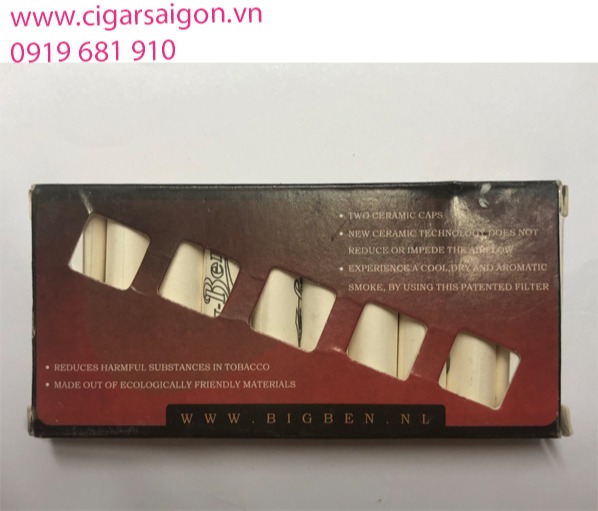 www.cigarsaigon.vn
0919 681 910
• TWO CERAMIC CAPS
• NEW CERAMIC TECHNOLOGY DOES NOT
REDUCE OR IMPEDE THE AIRFLOW
• EXPERIENCE A COOL, DRY AND AROMATIC
SMOKE, BY USING THIS PATENTED FILTER
• REDUCES HARMFUL SUBSTANCES IN TOBACCO
• MADE OUT OF ECOLOGICALLY FRIENDLY MATERIALS
WWW.BIGBEN.NL